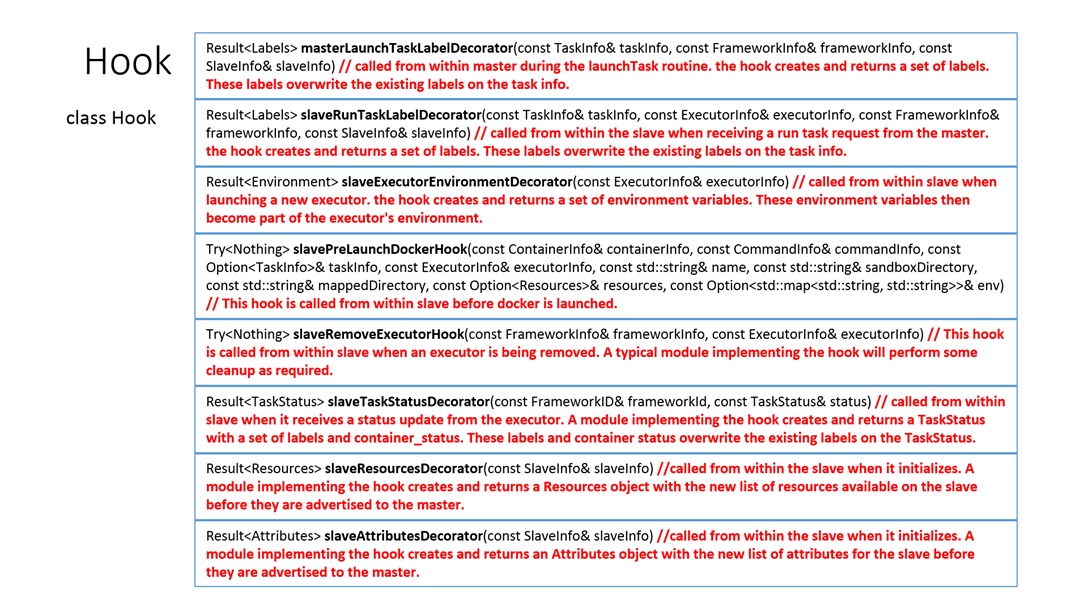 Hook
class Hook
Result<Labels> masterLaunchTaskLabelDecorator(const TaskInfo& taskInfo, const FrameworkInfo& frameworkInfo, const
SlaveInfo& slaveInfo) // called from within master during the launchTask routine. the hook creates and returns a set of labels.
These labels overwrite the existing labels on the task info.
Result<Labels> slaveRunTaskLabelDecorator(const TaskInfo& taskInfo, const ExecutorInfo& executorInfo, const FrameworkInfo&
frameworkInfo, const SlaveInfo& slaveInfo) // called from within the slave when receiving a run task request from the master.
the hook creates and returns a set of labels. These labels overwrite the existing labels on the task info.
Result<Environment> slaveExecutorEnvironmentDecorator(const ExecutorInfo& executorInfo) // called from within slave when
launching a new executor. the hook creates and returns a set of environment variables. These environment variables then
become part of the executor's environment.
Try<Nothing> slavePreLaunchDockerHook(const ContainerInfo& containerInfo, const CommandInfo& commandInfo, const
Option<TaskInfo>& taskInfo, const ExecutorInfo& executorInfo, const std::string& name, const std::string& sandboxDirectory,
const std::string& mappedDirectory, const Option<Resources>& resources, const Option<std::map<std::string, std::string>>& env)
// This hook is called from within slave before docker is launched.
Try<Nothing> slaveRemoveExecutorHook(const FrameworkInfo& frameworkInfo, const ExecutorInfo& executorInfo) // This hook
is called from within slave when an executor is being removed. A typical module implementing the hook will perform some
cleanup as required.
Result<TaskStatus> slaveTaskStatusDecorator(const FrameworkID& frameworkId, const TaskStatus& status) // called from within
slave when it receives a status update from the executor. A module implementing the hook creates and returns a TaskStatus
with a set of labels and container_status. These labels and container status overwrite the existing labels on the TaskStatus.
Result<Resources> slaveResourcesDecorator(const SlaveInfo& slaveInfo) //called from within the slave when it initializes. A
module implementing the hook creates and returns a Resources object with the new list of resources available on the slave
before they are advertised to the master.
Result<Attributes> slaveAttributesDecorator(const SlaveInfo& slaveInfo) //called from within the slave when it initializes. A
module implementing the hook creates and returns an Attributes object with the new list of attributes for the slave before
they are advertised to the master.